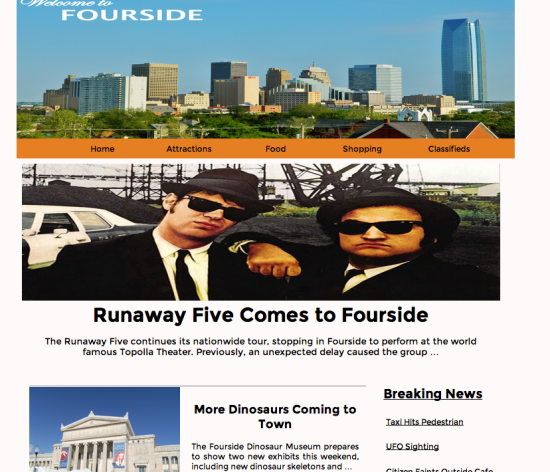 Welcome to
FOURSIDE
Home Attractions Food Shopping Classifieds
Runaway Five Comes to Fourside
The Runaway Five continues its nationwide tour, stopping in Fourside to perform at the world
famous Topolla Theater. Previously, an unexpected delay caused the group ...
More Dinosaurs Coming to
Town
The Fourside Dinosaur Museum prepares
to show two new exhibits this weekend,
including new dinosaur skeletons and ...
Breaking News
Taxi Hits Pedestrian
UFO Sighting
Citizen Faints Outside Cafe